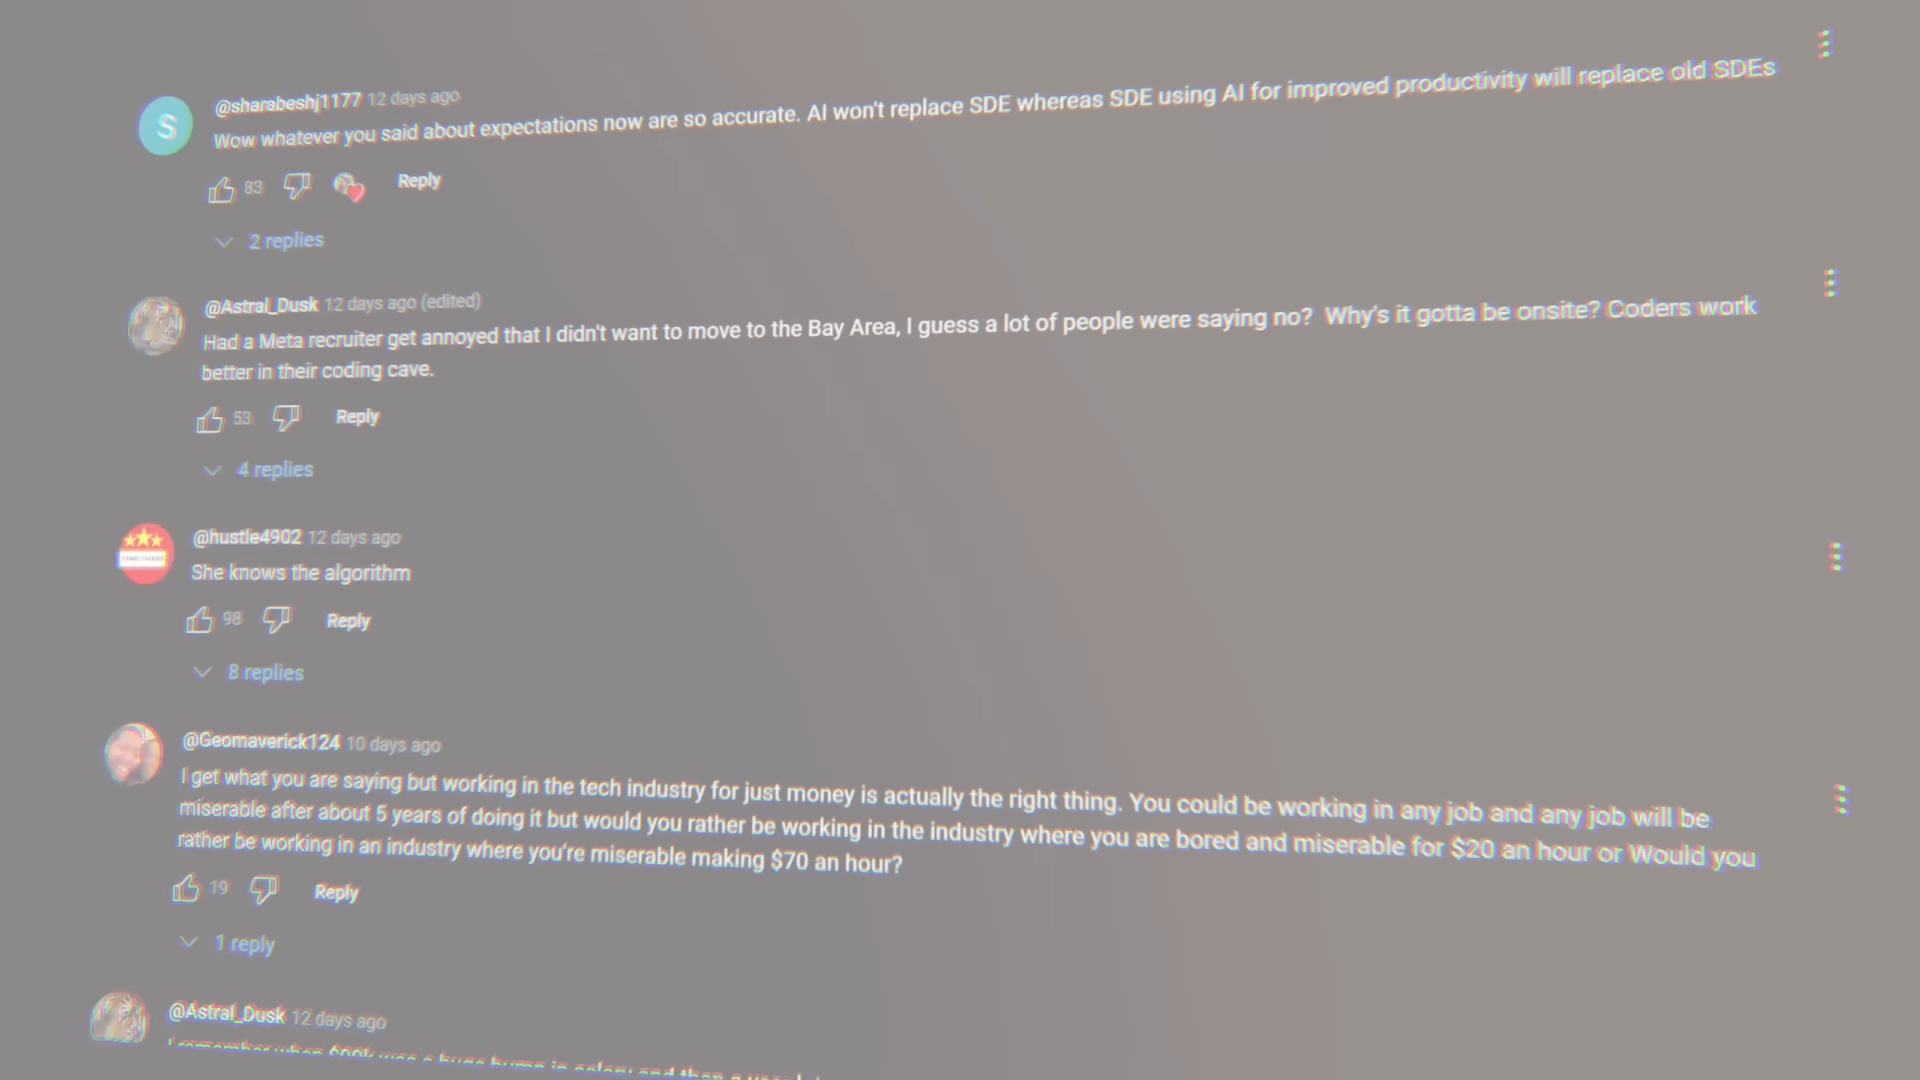 @sharabeshj1177 12 days ago
Wow whatever you said about expectations now are so accurate. AI won't replace SDE whereas SDE using AI for improved productivity will replace old SDEs
83 Reply
2 replies
@Astral_Dusk 12 days ago (edited)
Had a Meta recruiter get annoyed that I didn't want to move to the Bay Area, I guess a lot of people were saying no? Why's it gotta be onsite? Coders work
better in their coding cave.
53 Reply
4 replies
@hustle4902 12 days ago
She knows the algorithm
98 Reply
8 replies
@Geomaverick124 10 days ago
I get what you are saying but working in the tech industry for just money is actually the right thing. You could be working in any job and any job will be
miserable after about 5 years of doing it but would you rather be working in the industry where you are bored and miserable for $20 an hour or Would you
rather be working in an industry where you're miserable making $70 an hour?
19 Reply
1 reply
@Astral_Dusk 12 days ago
I remember when was a huge bump in salary and then a
S